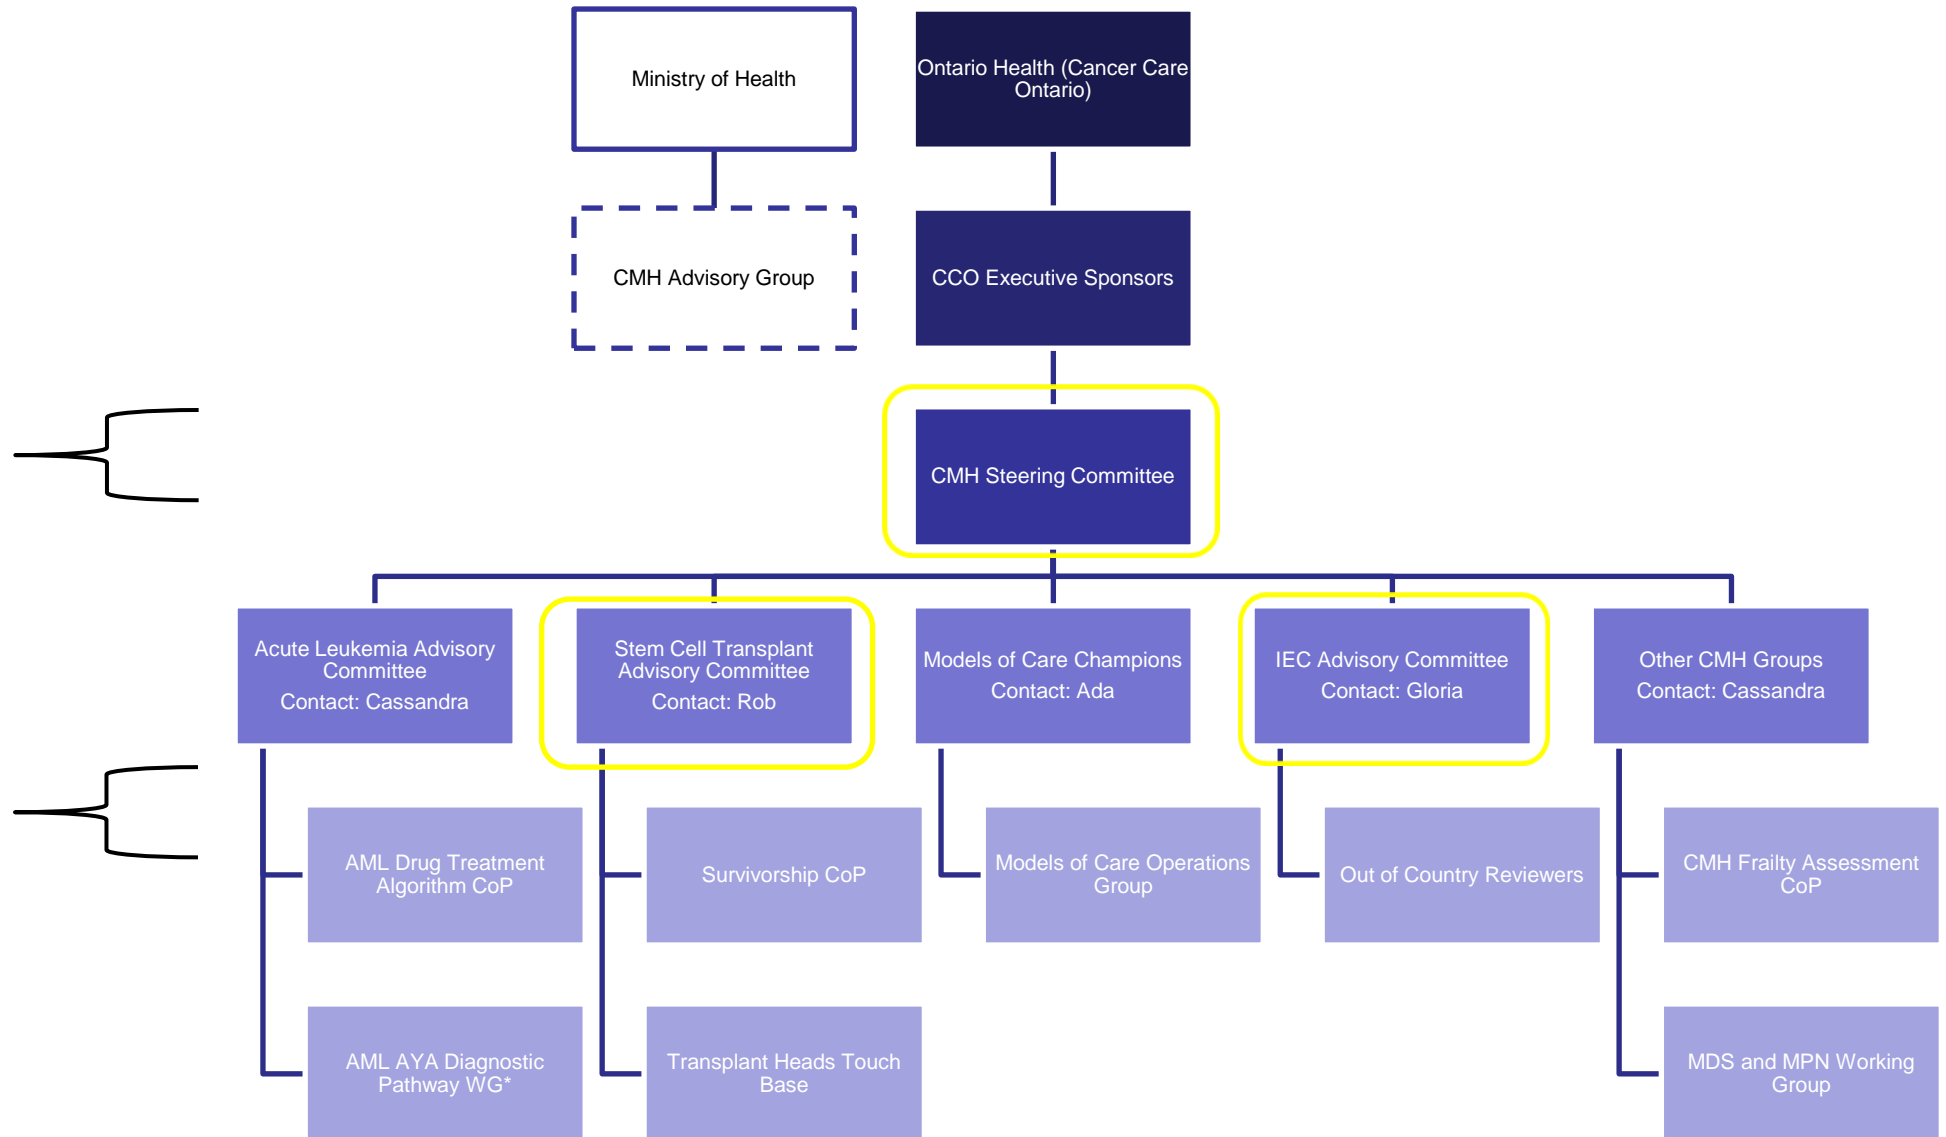 Ministry of Health
Ontario Health (Cancer Care
Ontario)
CMH Advisory Group
CCO Executive Sponsors
CMH Steering Committee
Acute Leukemia Advisory
Committee
Contact: Cassandra
Stem Cell Transplant
Advisory Committee
Contact: Rob
Models of Care Champions
Contact: Ada
IEC Advisory Committee
Contact: Gloria
Other CMH Groups
Contact: Cassandra
AML Drug Treatment
Algorithm CoP
Survivorship CoP
Models of Care Operations
Group
Out of Country Reviewers
CMH Frailty Assessment
CoP
AML AYA Diagnostic
Pathway WG*
Transplant Heads Touch
Base
MDS and MPN Working
Group